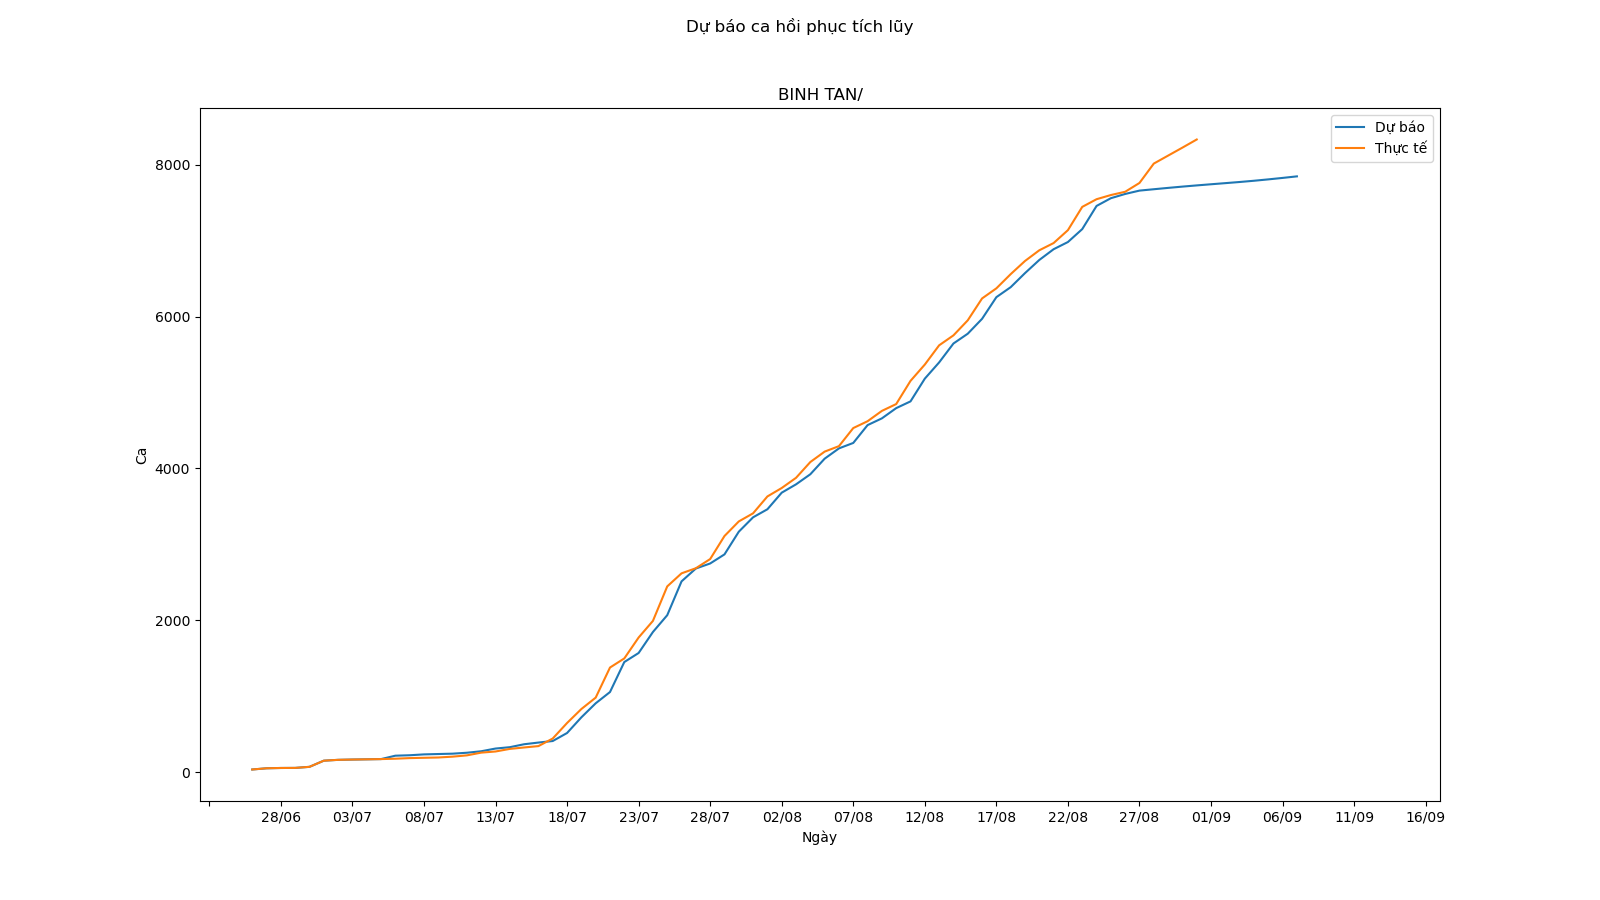 Dự báo ca hồi phục tích lũy
BINH TAN/
Dự báo
Thực tế
8000
6000
4000
2000
0
Ca
28/06 03/07 08/07 13/07 18/07 23/07 28/07 02/08 07/08 12/08 17/08 22/08 27/08 01/09 06/09 11/09 16/09
Ngày